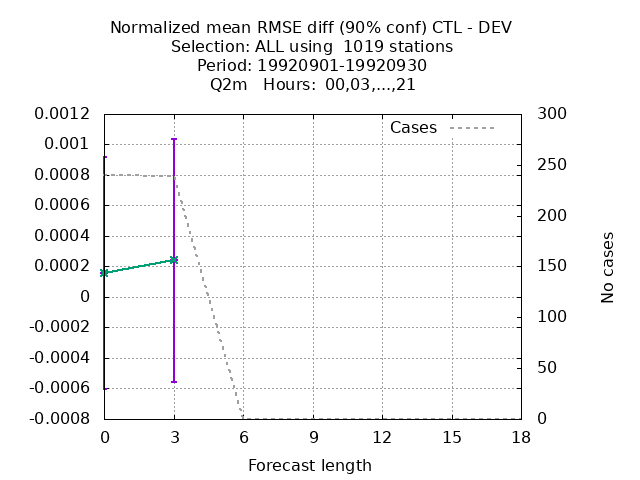 Normalized mean RMSE diff (90% conf) CTL - DEV
Selection: ALL using  1019 stations
Period: 19920901-19920930
Q2m   Hours:  00,03,...,21
Cases
0.0012
0.001
0.0008
0.0006
0.0004
0.0002
0
-0.0002
-0.0004
-0.0006
-0.0008
300
250
200
150
100
50
0
No cases
0 3 6 9 12 15 18
Forecast length